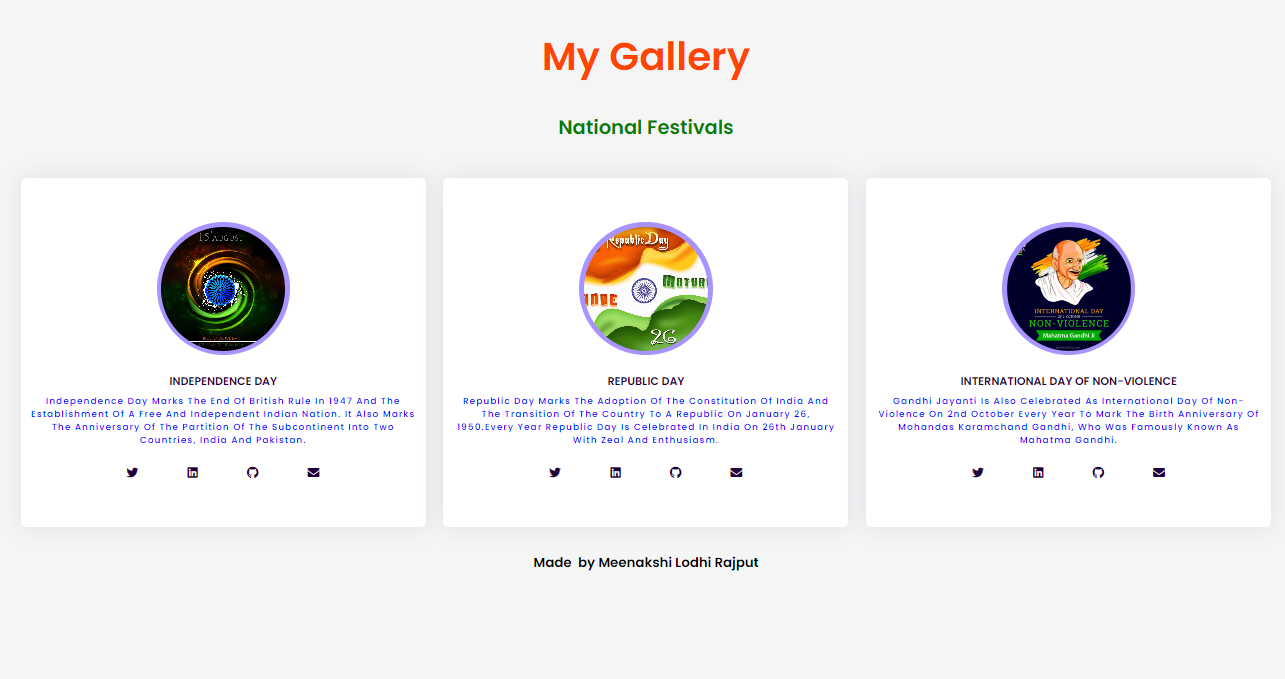 My Gallery
National Festivals
15 AUGUST
INDEPENDENCE DAY
Independence Day Marks The End Of British Rule In 1947 And The
Establishment Of A Free And Independent Indian Nation. It Also Marks
The Anniversary Of The Partition Of The Subcontinent Into Two
Countries, India And Pakistan.
Republic Day
26
REPUBLIC DAY
Republic Day Marks The Adoption Of The Constitution Of India And
The Transition Of The Country To A Republic On January 26,
1950.Every Year Republic Day Is Celebrated In India On 26th January
With Zeal And Enthusiasm.
INTERNATIONAL DAY
NON-VIOLENCE
Mahatma Gandhi Ji
INTERNATIONAL DAY OF NON-VIOLENCE
Gandhi Jayanti Is Also Celebrated As International Day Of Non-
Violence On 2nd October Every Year To Mark The Birth Anniversary Of
Mohandas Karamchand Gandhi, Who Was Famously Known As
Mahatma Gandhi.
Made by Meenakshi Lodhi Rajput